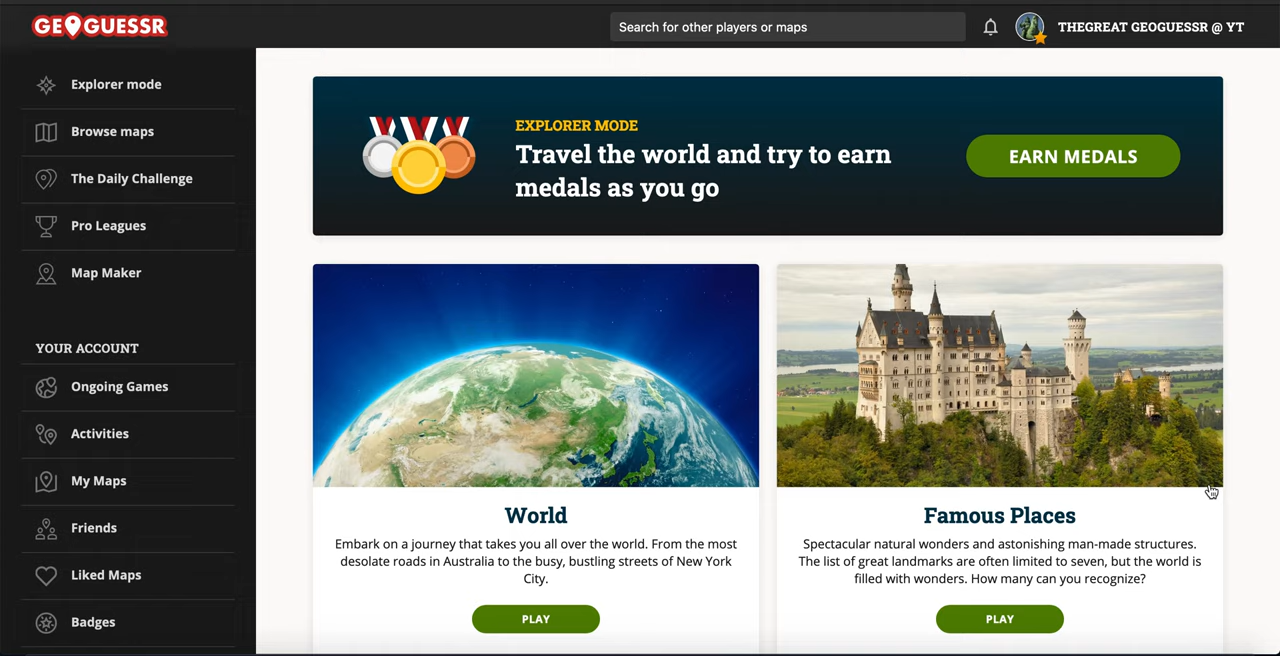 GEOGUESSR
Search for other players or maps
THEGREAT GEOGUESSR @ YT
Explorer mode
Browse maps
The Daily Challenge
Pro Leagues
Map Maker
YOUR ACCOUNT
Ongoing Games
Activities
My Maps
Friends
Liked Maps
Badges
EXPLORER MODE
Travel the world and try to earn
medals as you go
EARN MEDALS
World
Embark on a journey that takes you all over the world. From the most
desolate roads in Australia to the busy, bustling streets of New York
City.
PLAY
Famous Places
Spectacular natural wonders and astonishing man-made structures.
The list of great landmarks are often limited to seven, but the world is
filled with wonders. How many can you recognize?
PLAY